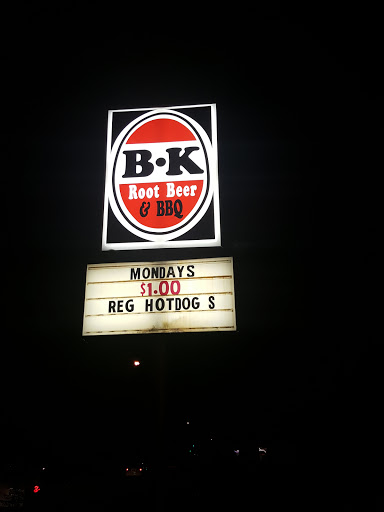 B•K
Root Beer
& BBQ
MONDAYS
$1.00
REG HOTDOG S